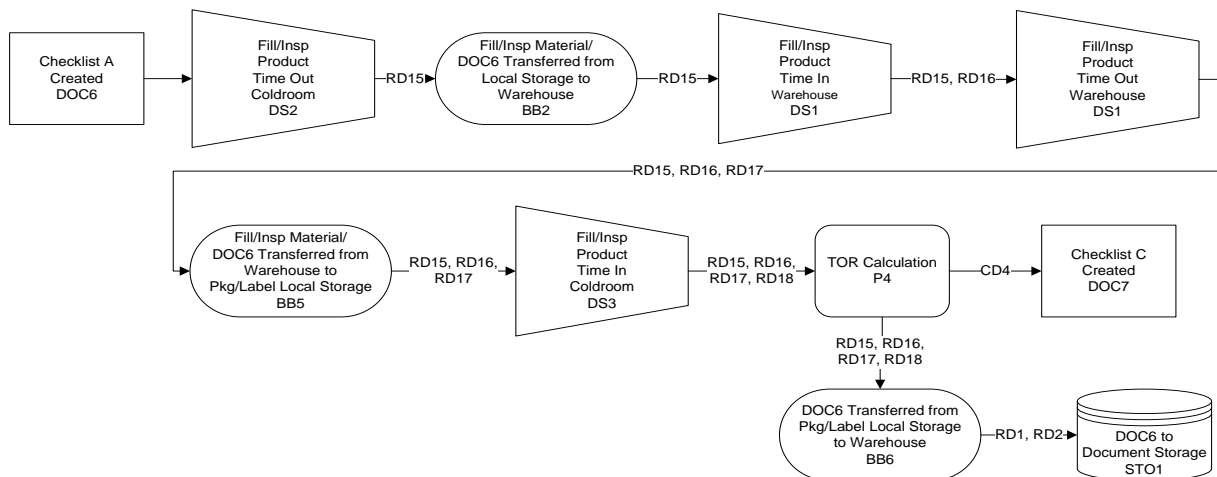 Checklist A
Created
DOC6
Fill/Insp
Product
Time Out
Coldroom
DS2
RD15
Fill/Insp Material/
DOC6 Transferred from
Local Storage to
Warehouse
BB2
RD15
Fill/Insp
Product
Time In
Warehouse
DS1
RD15, RD16
Fill/Insp
Product
Time Out
Warehouse
DS1
RD15, RD16, RD17
Fill/Insp Material/
DOC6 Transferred from
Warehouse to
Pkg/Label Local Storage
BB5
RD15, RD16,
RD17
Fill/Insp
Product
Time In
Coldroom
DS3
RD15, RD16,
RD17, RD18
TOR Calculation
P4
CD4
Checklist C
Created
DOC7
RD15, RD16,
RD17, RD18
DOC6 Transferred from
Pkg/Label Local Storage
to Warehouse
BB6
RD1, RD2
DOC6 to
Document Storage
STO1